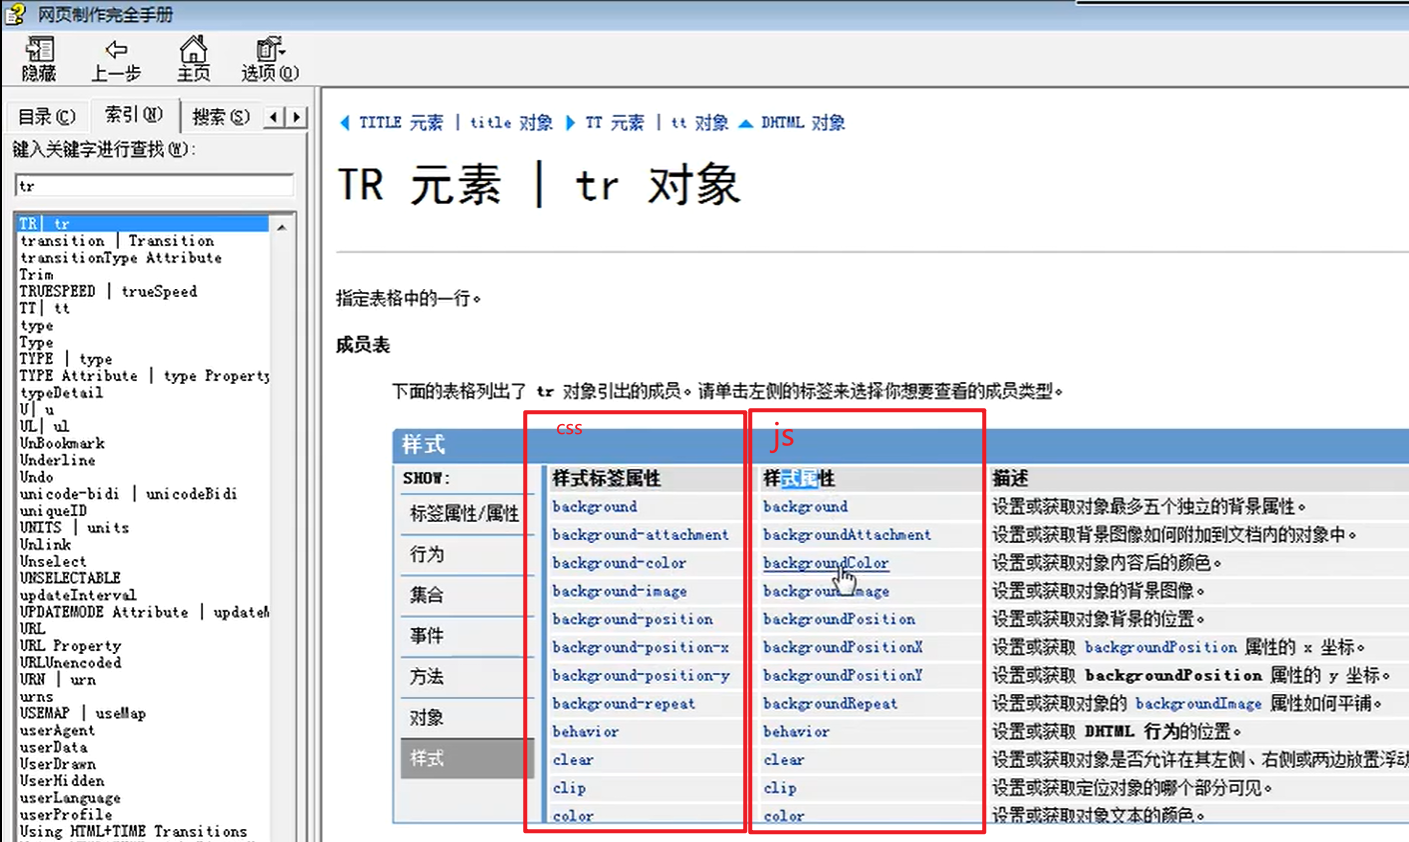 网页制作完全手册
隐藏 上一步 主页 选项(O)
目录(C) 索引(N) 搜索(S)
键入关键字进行查找(W):
tr
TR| tr
transition | Transition
transitionType Attribute
Trim
TRUESPEED | trueSpeed
TT| tt
type
Type
TYPE | type
TYPE Attribute | type Property
typeDetail
U| u
UL| ul
UnBookmark
Underline
Undo
unicode-bidi | unicodeBidi
uniqueID
UNITS | units
Unlink
Unselect
UNSELECTABLE
updateInterval
UPDATEMODE Attribute | updateM
URL
URL Property
URLUnencoded
URN | urn
urns
USEMAP | useMap
userAgent
userData
UserDrawn
UserHidden
userLanguage
userProfile
Using HTML+TIME Transitions
TITLE 元素 | title 对象 TT 元素 | tt 对象 DHTML 对象
TR 元素 | tr 对象
指定表格中的一行。
成员表
下面的表格列出了 tr 对象引出的成员。请单击左侧的标签来选择你想要查看的成员类型。
css js
样式
SHOW:
标签属性/属性
行为
集合
事件
方法
对象
样式
样式标签属性 样式属性 描述
background background 设置或获取对象最多五个独立的背景属性。
background-attachment backgroundAttachment 设置或获取背景图像如何附加到文档内的对象中。
background-color backgroundColor 设置或获取对象内容后的颜色。
background-image backgroundImage 设置或获取对象的背景图像。
background-position backgroundPosition 设置或获取对象背景的位置。
background-position-x backgroundPositionX 设置或获取 backgroundPosition 属性的 x 坐标。
background-position-y backgroundPositionY 设置或获取 backgroundPosition 属性的 y 坐标。
background-repeat backgroundRepeat 设置或获取对象的 backgroundImage 属性如何平铺。
behavior behavior 设置或获取 DHTML 行为的位置。
clear clear 设置或获取对象是否允许在其左侧、右侧或两边放置浮动
clip clip 设置或获取定位对象的哪个部分可见。
color color 设置或获取对象文本的颜色。